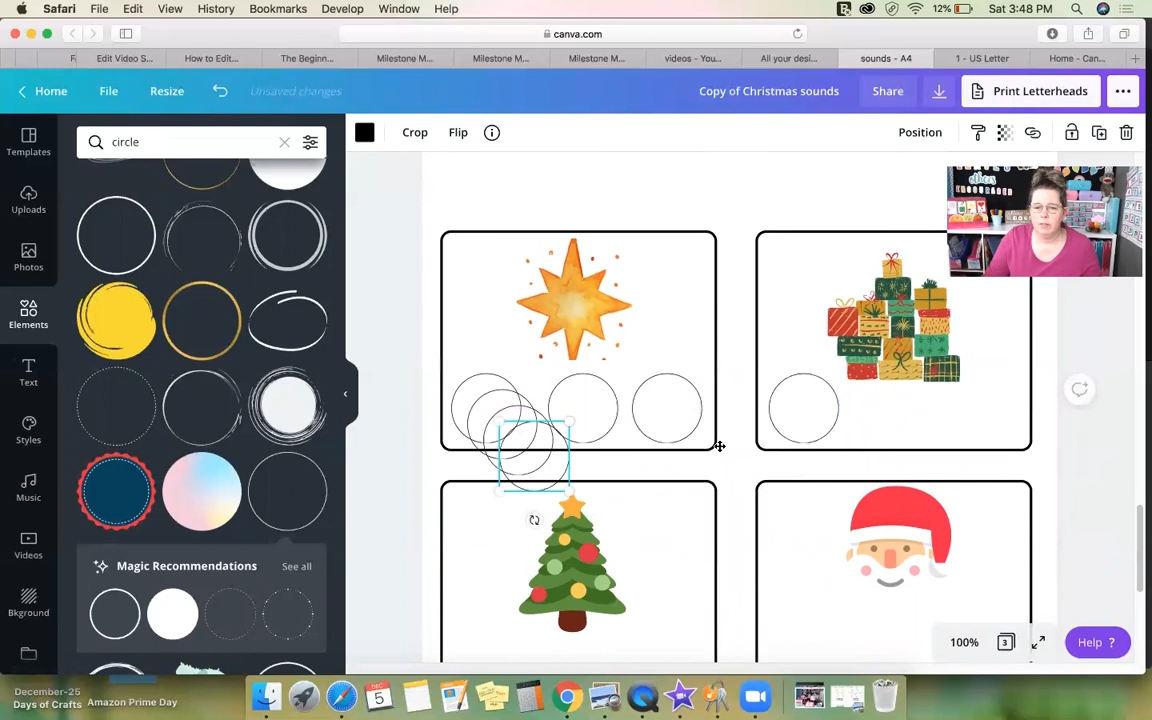 Safari File Edit View History Bookmarks Develop Window Help
12% Sat 3:48 PM
canva.com
Edit Video S... How to Edit... The Beginn... Milestone M... Milestone M... Milestone M... videos - You... All your desi... sounds - A4 1 - US Letter Home - Can...
Home File Resize Unsaved changes Copy of Christmas sounds Share Print Letterheads
Templates
Uploads
Photos
Elements
Text
Styles
Music
Videos
Bkground
circle
Crop Flip Position
others
Magic Recommendations See all
100% 3 Help ?
December-25
Days of Crafts
Amazon Prime Day
DEC
5